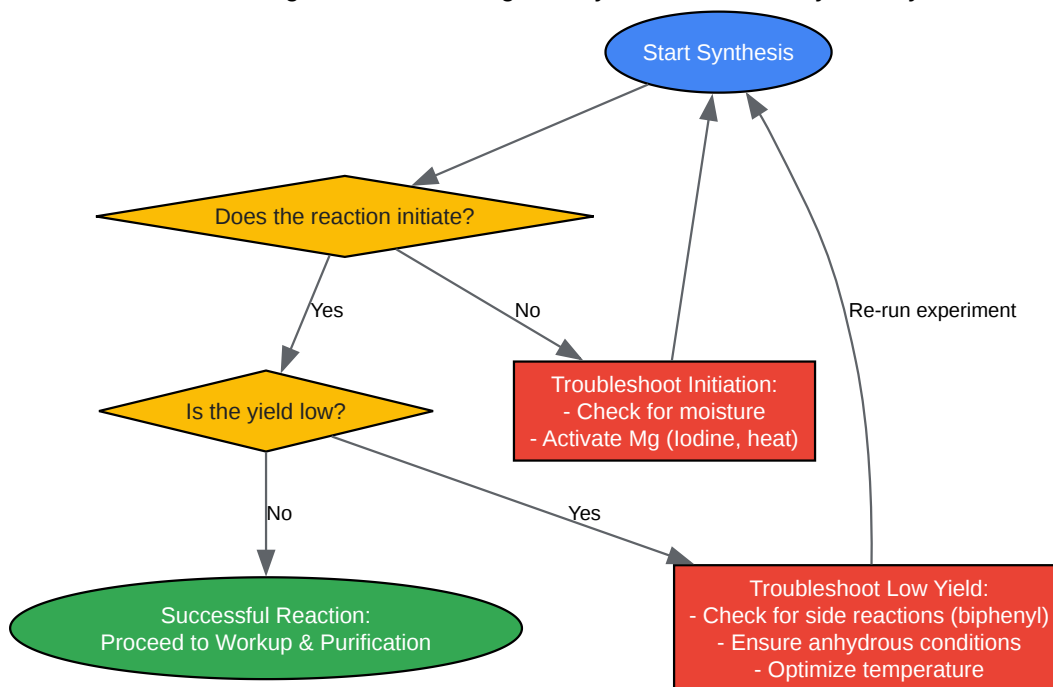 Start Synthesis
Does the reaction initiate?
Yes
No
Re-run experiment
Troubleshoot Initiation:
- Check for moisture
- Activate Mg (Iodine, heat)
Is the yield low?
No
Yes
Successful Reaction:
Proceed to Workup & Purification
Troubleshoot Low Yield:
- Check for side reactions (biphenyl)
- Ensure anhydrous conditions
- Optimize temperature